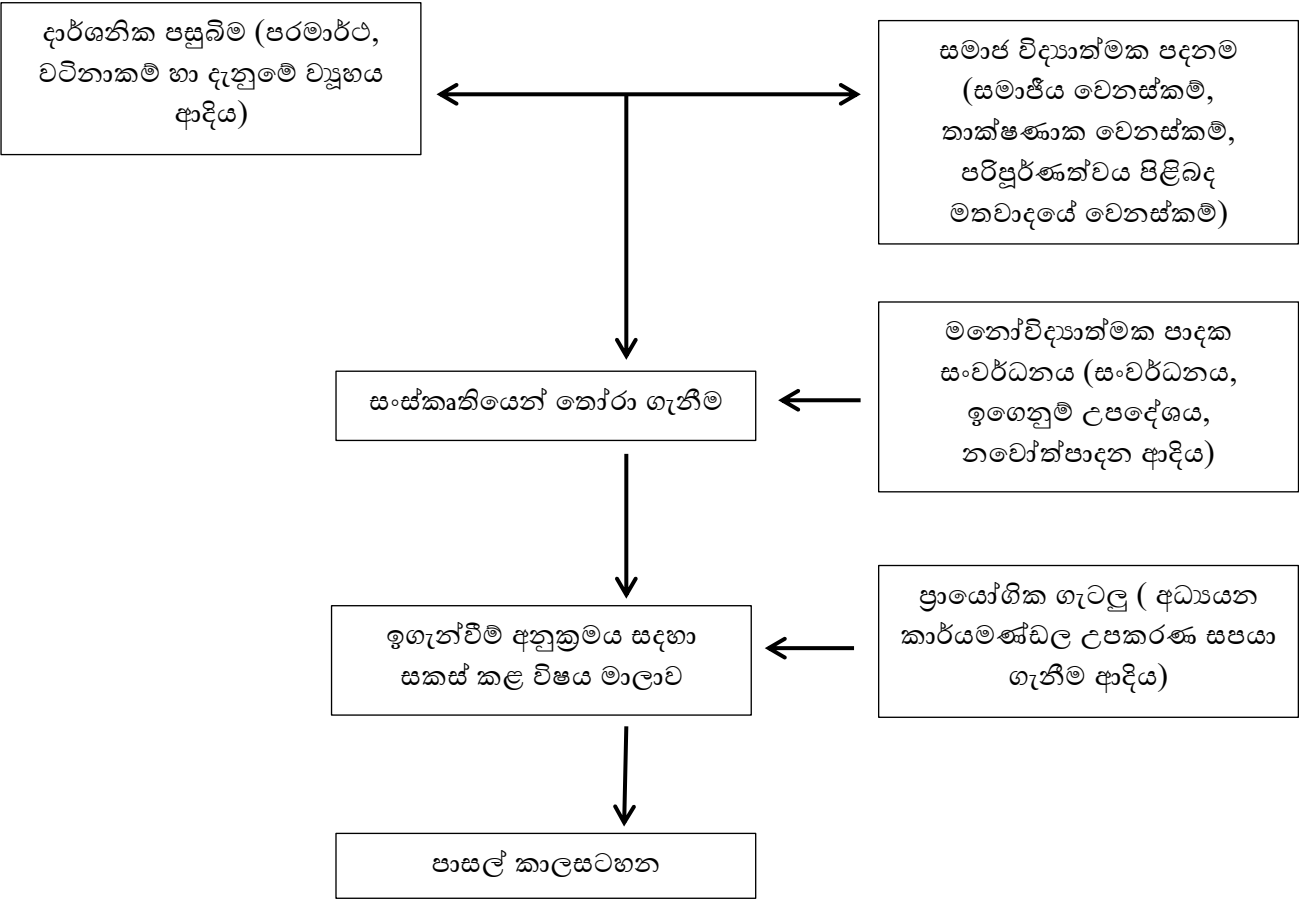 දාර්ශනික පසුබිම (පරමාර්ථ,
වටිනාකම් හා දැනුමේ ව්‍යූහය
ආදිය)
සමාජ විද්‍යාත්මක පදනම
(සමාජීය වෙනස්කම්,
තාක්ෂණාක වෙනස්කම්,
පරිපූර්ණත්වය පිළිබද
මතවාදයේ වෙනස්කම්)
මනෝවිද්‍යාත්මක පාදක
සංවර්ධනය (සංවර්ධනය,
ඉගෙනුම් උපදේශය,
නවෝත්පාදන ආදිය)
සංස්කෘතියෙන් තෝරා ගැනීම
ප්‍රායෝගික ගැටලු ( අධ්‍යයන
කාර්යමණ්ඩල උපකරණ සපයා
ගැනීම ආදිය)
ඉගැන්වීම් අනුක්‍රමය සදහා
සකස් කළ විෂය මාලාව
පාසල් කාලසටහන